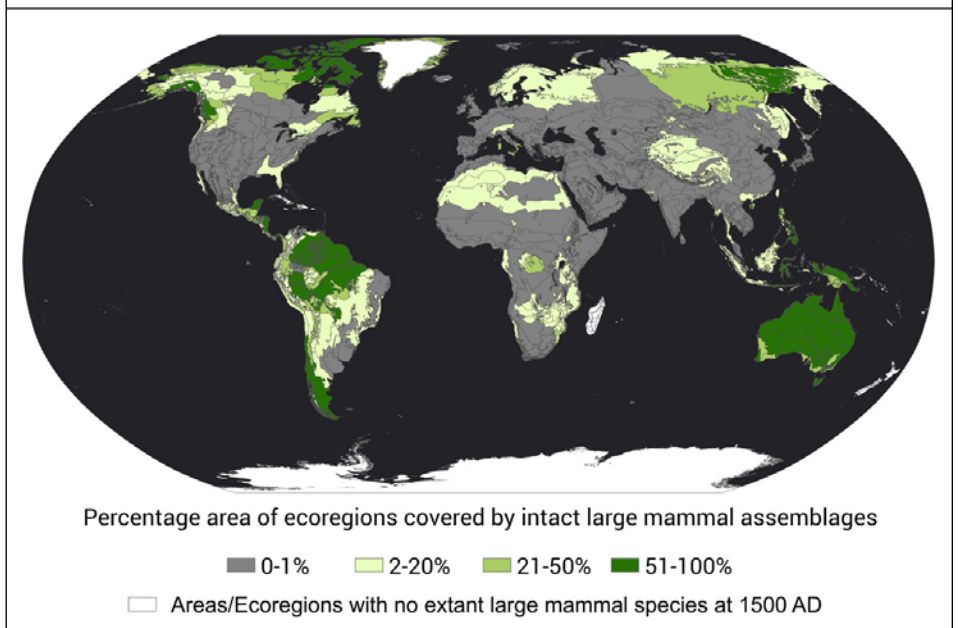 Percentage area of ecoregions covered by intact large mammal assemblages
0-1% 2-20% 21-50% 51-100%
Areas/Ecoregions with no extant large mammal species at 1500 AD